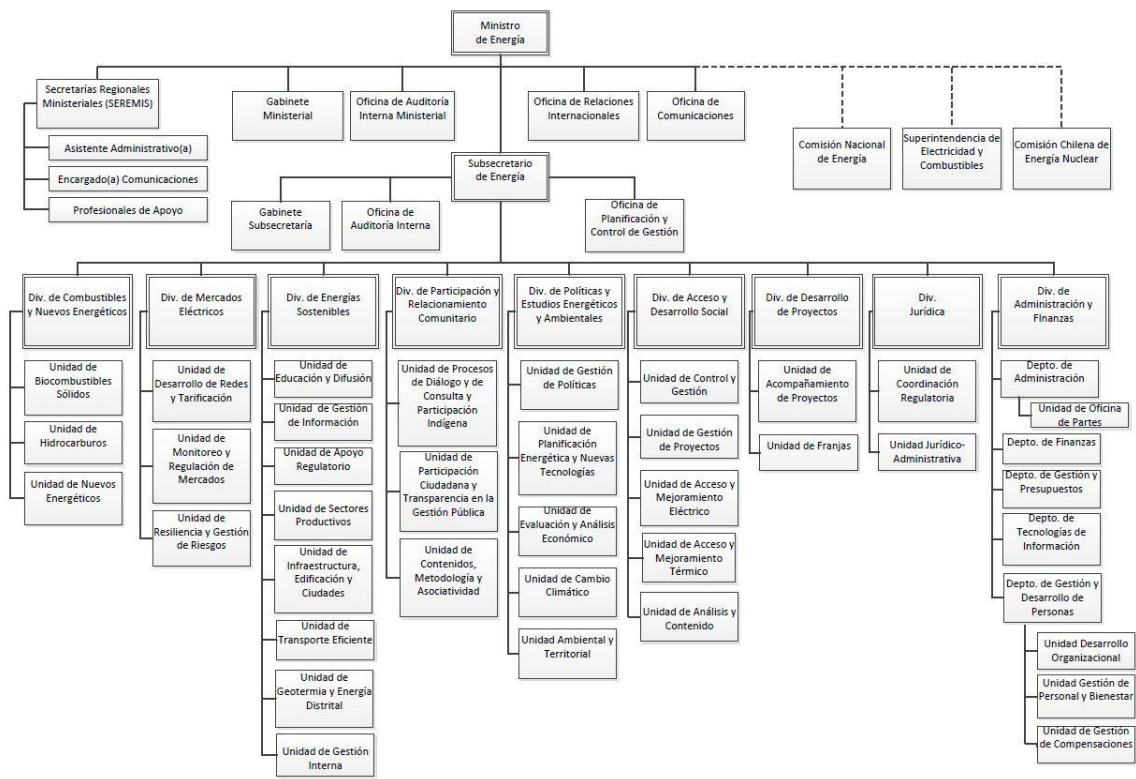 Ministro
de Energía
Secretarías Regionales
Ministeriales (SEREMIS)
Asistente Administrativo(a)
Encargado(a) Comunicaciones
Profesionales de Apoyo
Gabinete
Ministerial
Oficina de Auditoría
Interna Ministerial
Oficina de Relaciones
Internacionales
Oficina de
Comunicaciones
Comisión Nacional
de Energía
Superintendencia de
Electricidad y
Combustibles
Comisión Chilena de
Energía Nuclear
Subsecretario
de Energía
Gabinete
Subsecretaría
Oficina de
Auditoría Interna
Oficina de
Planificación y
Control de Gestión
Div. de Combustibles
y Nuevos Energéticos
Unidad de
Biocombustibles
Sólidos
Unidad de
Hidrocarburos
Unidad de Nuevos
Energéticos
Div. de Mercados
Eléctricos
Unidad de
Desarrollo de Redes
y Tarificación
Unidad de
Monitoreo y
Regulación de
Mercados
Unidad de
Resiliencia y Gestión
de Riesgos
Div. de Energías
Sostenibles
Unidad de
Educación y Difusión
Unidad de Gestión
de Información
Unidad de Apoyo
Regulatorio
Unidad de Sectores
Productivos
Unidad de
Infraestructura,
Edificación y
Ciudades
Unidad de
Transporte Eficiente
Unidad de
Geotermia y Energía
Distrital
Unidad de Gestión
Interna
Div. de Participación y
Relacionamiento
Comunitario
Unidad de Procesos
de Diálogo y de
Consulta y
Participación
Indígena
Unidad de
Participación
Ciudadana y
Transparencia en la
Gestión Pública
Unidad de
Contenidos,
Metodología y
Asociatividad
Div. de Políticas y
Estudios Energéticos
y Ambientales
Unidad de Gestión
de Políticas
Unidad de
Planificación
Energética y Nuevas
Tecnologías
Unidad de
Evaluación y Análisis
Económico
Unidad de Cambio
Climático
Unidad Ambiental y
Territorial
Div. de Acceso y
Desarrollo Social
Unidad de Control y
Gestión
Unidad de Gestión
de Proyectos
Unidad de Acceso y
Mejoramiento
Eléctrico
Unidad de Acceso y
Mejoramiento
Térmico
Unidad de Análisis y
Contenido
Div. de Desarrollo
de Proyectos
Unidad de
Acompañamiento
de Proyectos
Unidad de Franjas
Div.
Jurídica
Unidad de
Coordinación
Regulatoria
Unidad Jurídico-
Administrativa
Div. de
Administración y
FInanzas
Depto. de
Administración
Unidad de Oficina
de Partes
Depto. de Finanzas
Depto. de Gestión y
Presupuestos
Depto. de
Tecnologías de
Información
Depto. de Gestión y
Desarrollo de
Personas
Unidad Desarrollo
Organizacional
Unidad Gestión de
Personal y Bienestar
Unidad de Gestión
de Compensaciones